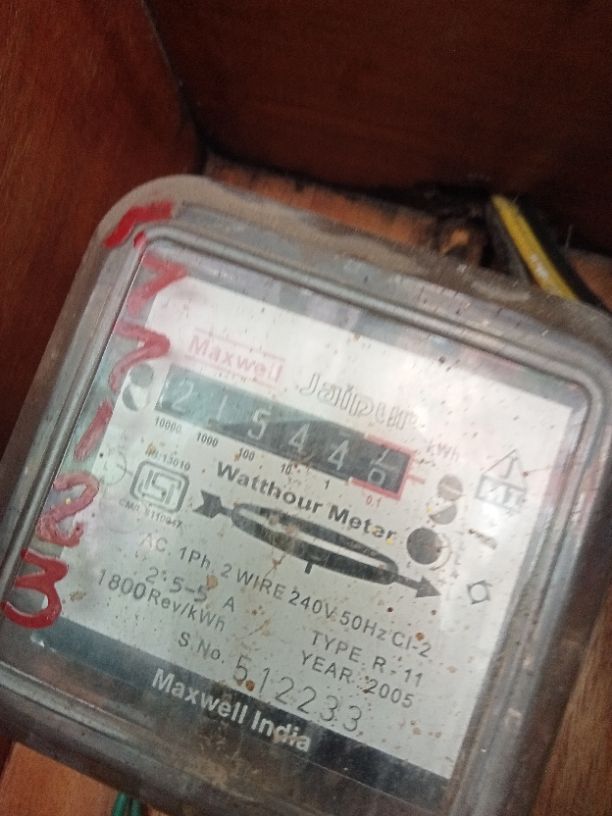 Maxwell Jaipur
2 1 5 4 4
kWh
10000 1000 100 10 1 0.1
Watthour Meter
AC. 1Ph. 2 WIRE 240V 50Hz Cl-2
2.5-5 A TYPE R-11
1800 Rev/kWh YEAR 2005
S.No. 512233
Maxwell India